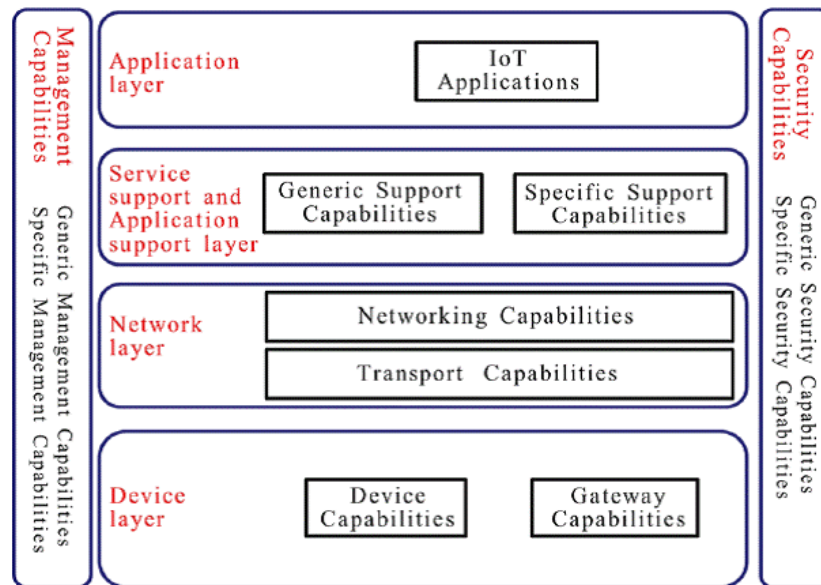 Management
Capabilities
Generic Management Capabilities
Specific Management Capabilities
Application
layer
IoT
Applications
Service
support and
Application
support layer
Generic Support
Capabilities
Specific Support
Capabilities
Network
layer
Networking Capabilities
Transport Capabilities
Device
layer
Device
Capabilities
Gateway
Capabilities
Security
Capabilities
Generic Security Capabilities
Specific Security Capabilities